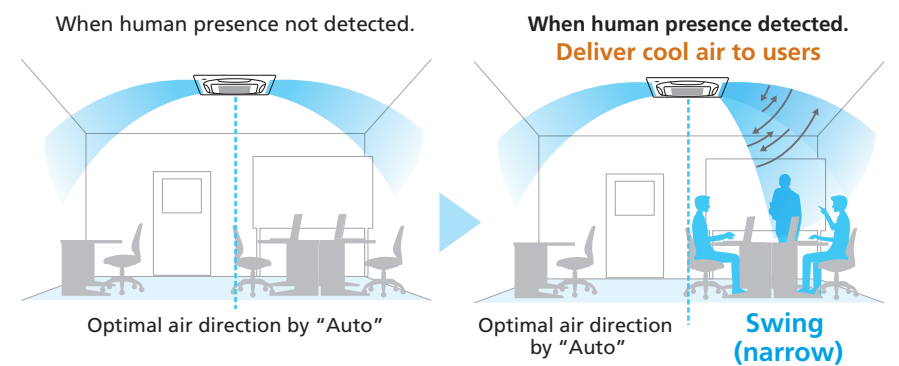 When human presence not detected.
When human presence detected.
Deliver cool air to users
Optimal air direction by “Auto”
Optimal air direction
by “Auto”
Swing
(narrow)